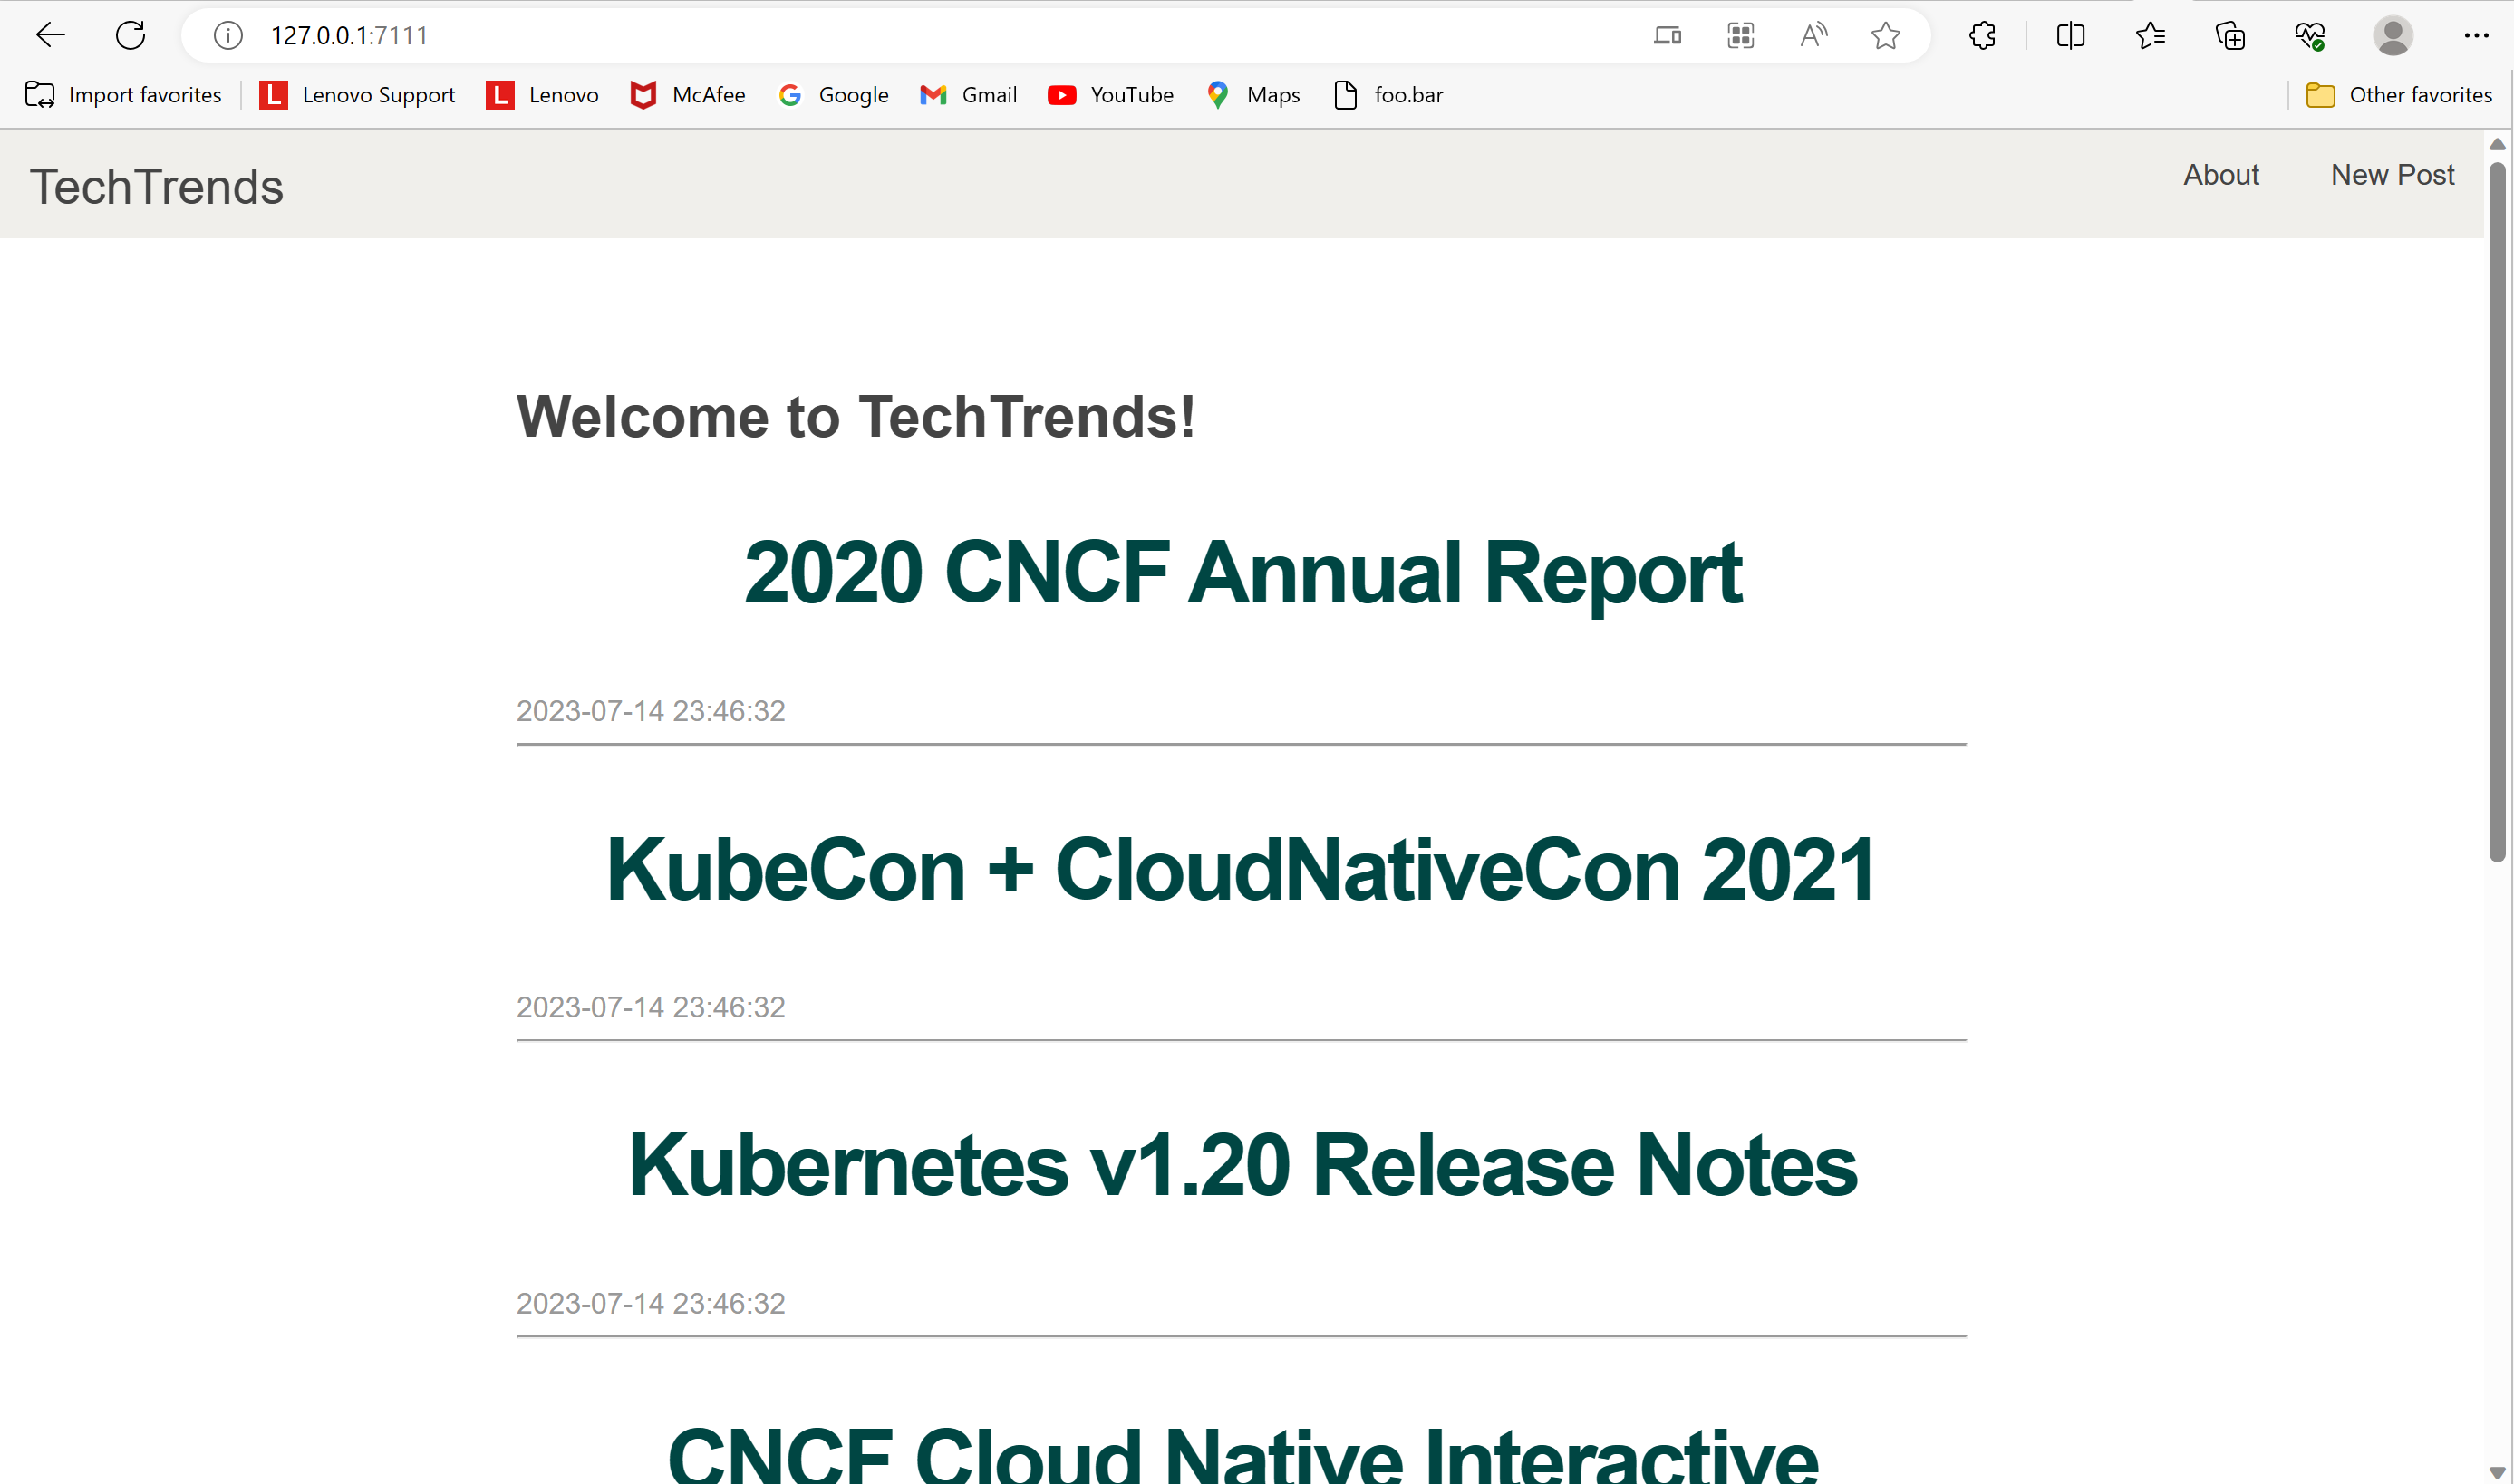 127.0.0.1:7111
Import favorites Lenovo Support Lenovo McAfee Google Gmail YouTube Maps foo.bar Other favorites
TechTrends About New Post
Welcome to TechTrends!
2020 CNCF Annual Report
2023-07-14 23:46:32
KubeCon + CloudNativeCon 2021
2023-07-14 23:46:32
Kubernetes v1.20 Release Notes
2023-07-14 23:46:32
CNCF Cloud Native Interactive